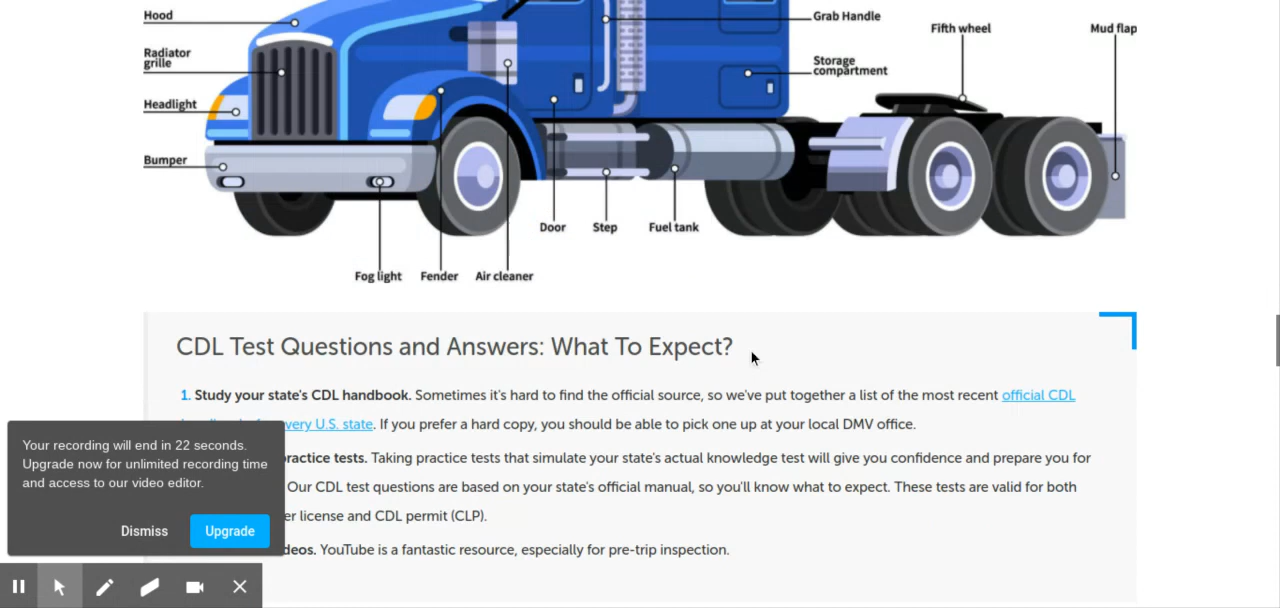 Hood
Grab Handle
Fifth wheel
Mud flap
Radiator
grille
Storage
compartment
Headlight
Bumper
Door
Step
Fuel tank
Fog light
Fender
Air cleaner
CDL Test Questions and Answers: What To Expect?
1. Study your state's CDL handbook. Sometimes it's hard to find the official source, so we've put together a list of the most recent official CDL
very U.S. state. If you prefer a hard copy, you should be able to pick one up at your local DMV office.
practice tests. Taking practice tests that simulate your state's actual knowledge test will give you confidence and prepare you for
Our CDL test questions are based on your state's official manual, so you'll know what to expect. These tests are valid for both
er license and CDL permit (CLP).
deos. YouTube is a fantastic resource, especially for pre-trip inspection.
Your recording will end in 22 seconds.
Upgrade now for unlimited recording time
and access to our video editor.
Dismiss
Upgrade